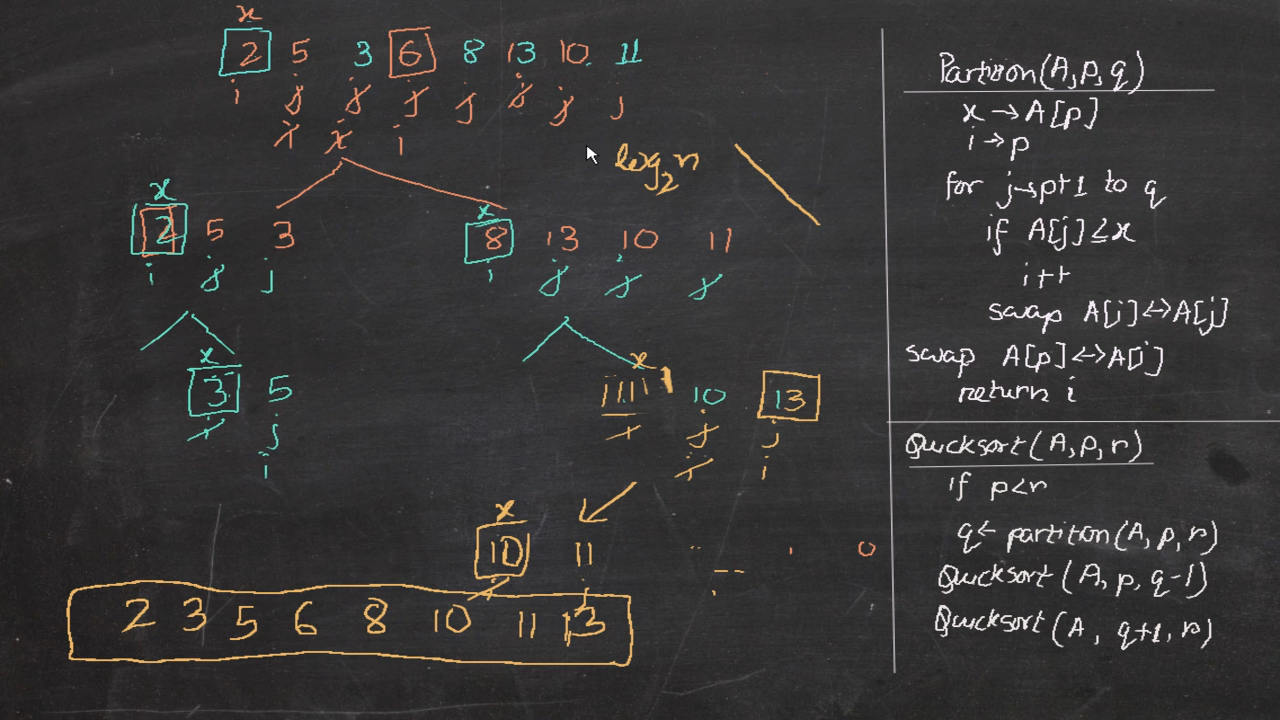 x
2 5 3 6 8 13 10 11
i j j j j j j j
i i i
log₂n
x
2 5 3
i j j
x
8 13 10 11
i j j j
x
3 5
i j
i
x
11 10 13
i j j
i i
x
10 11
i j
2 3 5 6 8 10 11 13
Partition(A,p,q)
x → A[p]
i → p
for j → p+1 to q
if A[j] ≤ x
i++
swap A[i] ↔ A[j]
swap A[p] ↔ A[i]
return i
Quicksort(A,p,r)
if p<r
q ← partition(A, p, r)
Quicksort(A, p, q-1)
Quicksort(A, q+1, r)